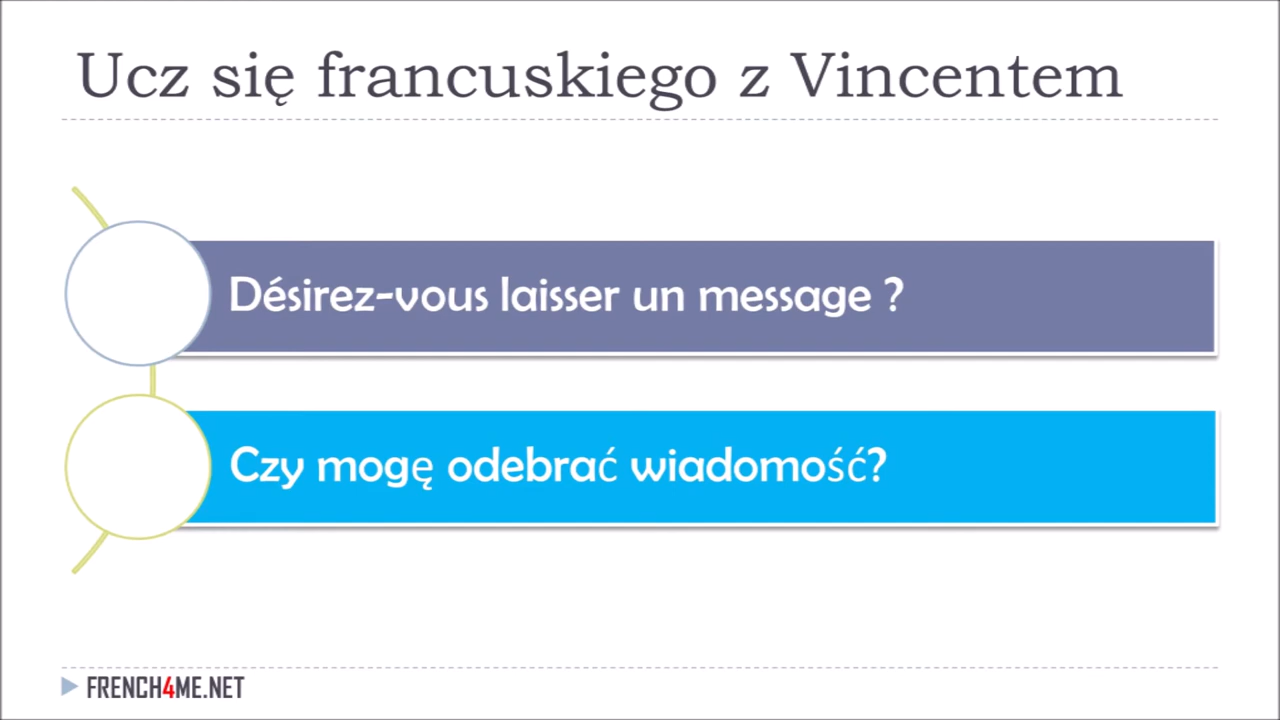 Ucz się francuskiego z Vincentem
Désirez-vous laisser un message ?
Czy mogę odebrać wiadomość?
FRENCH4ME.NET